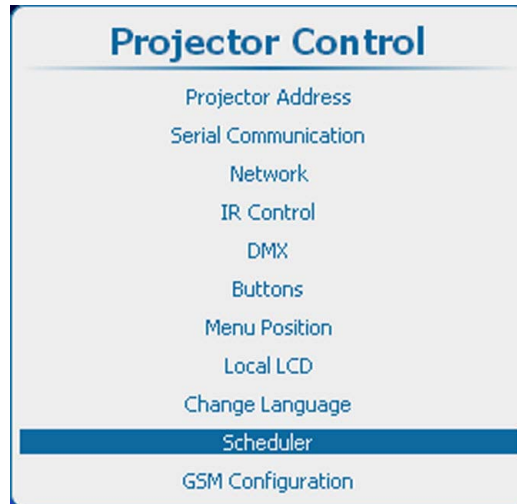 Projector Control
Projector Address
Serial Communication
Network
IR Control
DMX
Buttons
Menu Position
Local LCD
Change Language
Scheduler
GSM Configuration